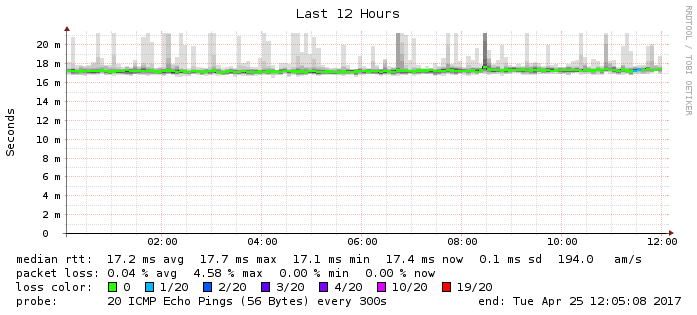 Last 12 Hours
RRDTOOL / TOBI OETIKER
Seconds
20 m
18 m
16 m
14 m
12 m
10 m
8 m
6 m
4 m
2 m
0
02:00 04:00 06:00 08:00 10:00 12:00
median rtt: 17.2 ms avg 17.7 ms max 17.1 ms min 17.4 ms now 0.1 ms sd 194.0 am/s
packet loss: 0.04 % avg 4.58 % max 0.00 % min 0.00 % now
loss color: 0 1/20 2/20 3/20 4/20 10/20 19/20
probe: 20 ICMP Echo Pings (56 Bytes) every 300s end: Tue Apr 25 12:05:08 2017